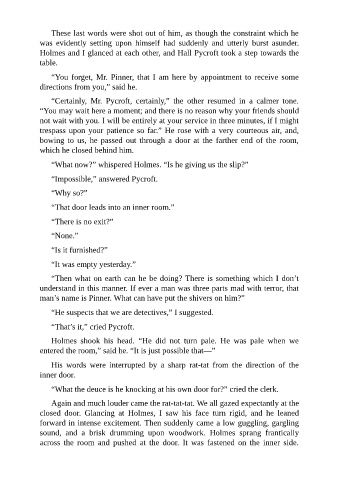 These last words were shot out of him, as though the constraint which he
was evidently setting upon himself had suddenly and utterly burst asunder.
Holmes and I glanced at each other, and Hall Pycroft took a step towards the
table.
“You forget, Mr. Pinner, that I am here by appointment to receive some
directions from you,” said he.
“Certainly, Mr. Pycroft, certainly,” the other resumed in a calmer tone.
“You may wait here a moment; and there is no reason why your friends should
not wait with you. I will be entirely at your service in three minutes, if I might
trespass upon your patience so far.” He rose with a very courteous air, and,
bowing to us, he passed out through a door at the farther end of the room,
which he closed behind him.
“What now?” whispered Holmes. “Is he giving us the slip?”
“Impossible,” answered Pycroft.
“Why so?”
“That door leads into an inner room.”
“There is no exit?”
“None.”
“Is it furnished?”
“It was empty yesterday.”
“Then what on earth can he be doing? There is something which I don’t
understand in this manner. If ever a man was three parts mad with terror, that
man’s name is Pinner. What can have put the shivers on him?”
“He suspects that we are detectives,” I suggested.
“That’s it,” cried Pycroft.
Holmes shook his head. “He did not turn pale. He was pale when we
entered the room,” said he. “It is just possible that—”
His words were interrupted by a sharp rat-tat from the direction of the
inner door.
“What the deuce is he knocking at his own door for?” cried the clerk.
Again and much louder came the rat-tat-tat. We all gazed expectantly at the
closed door. Glancing at Holmes, I saw his face turn rigid, and he leaned
forward in intense excitement. Then suddenly came a low guggling, gargling
sound, and a brisk drumming upon woodwork. Holmes sprang frantically
across the room and pushed at the door. It was fastened on the inner side.